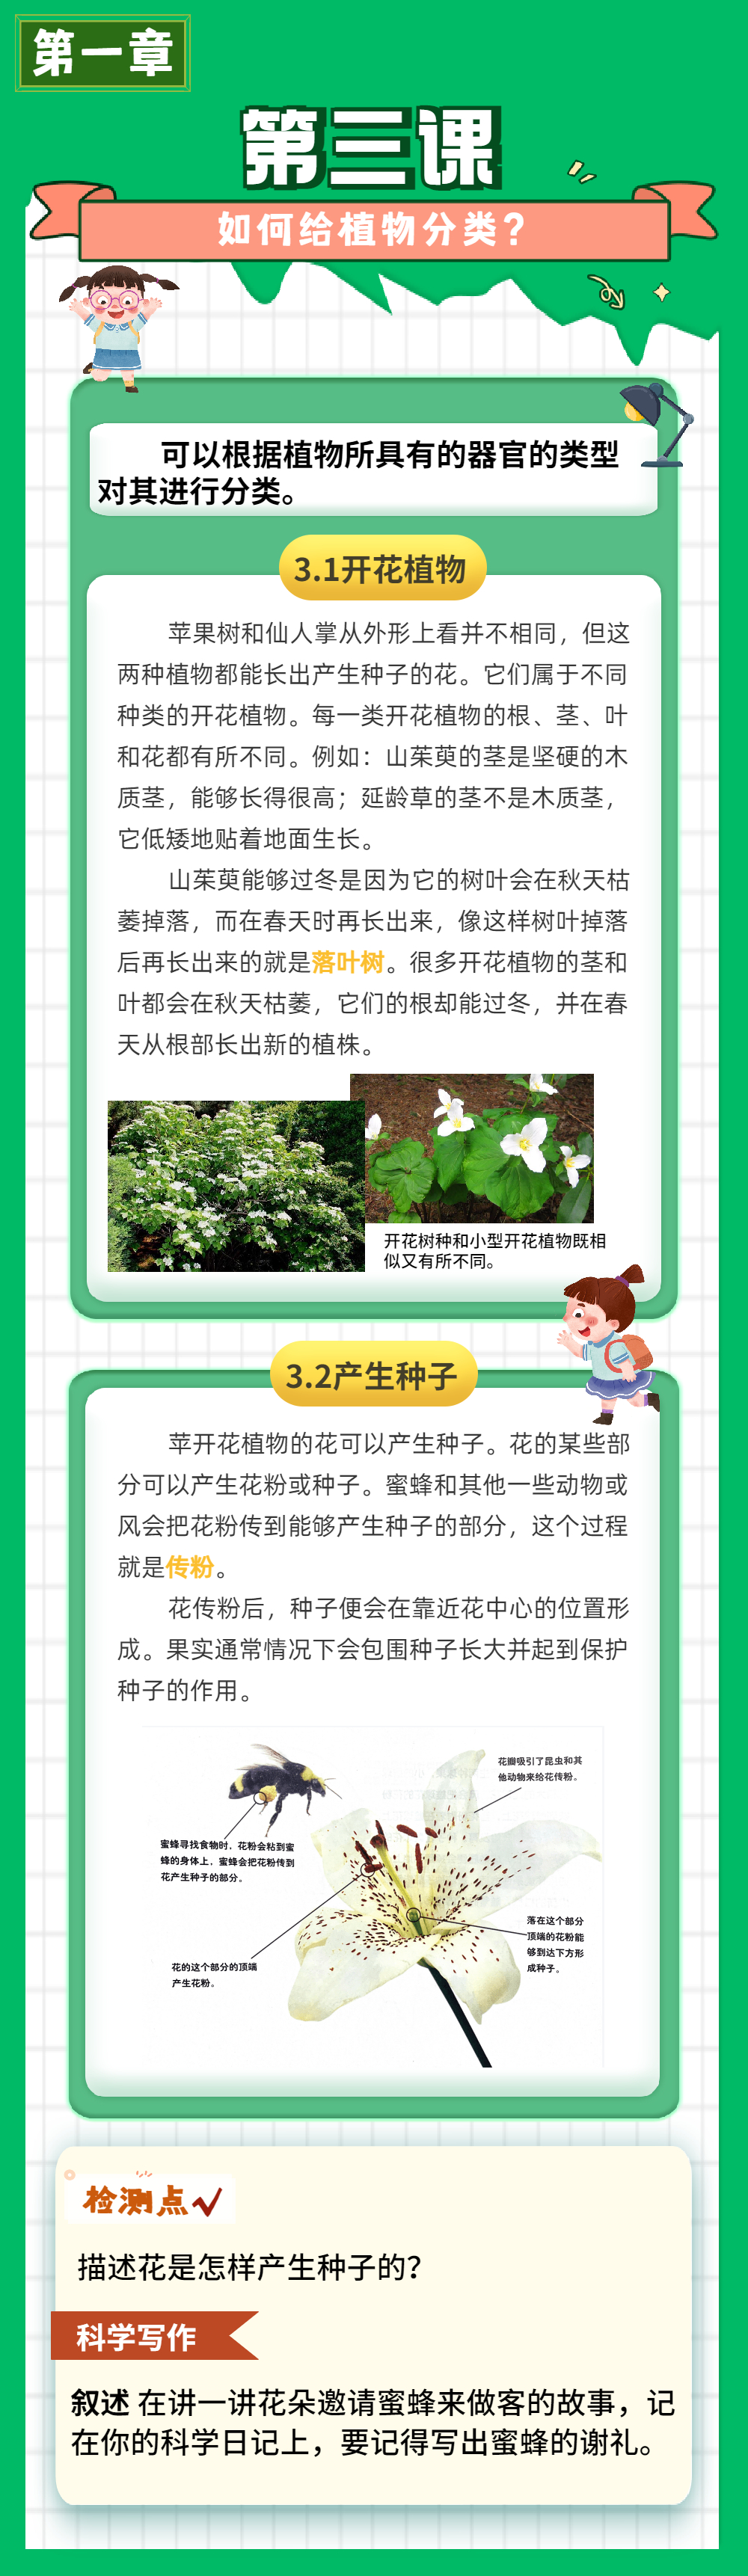 第一章
第三课
如何给植物分类？
可以根据植物所具有的器官的类型
对其进行分类。
3.1开花植物
苹果树和仙人掌从外形上看并不相同，但这
两种植物都能长出产生种子的花。它们属于不同
种类的开花植物。每一类开花植物的根、茎、叶
和花都有所不同。例如：山茱萸的茎是坚硬的木
质茎，能够长得很高；延龄草的茎不是木质茎，
它低矮地贴着地面生长。
山茱萸能够过冬是因为它的树叶会在秋天枯
萎掉落，而在春天时再长出来，像这样树叶掉落
后再长出来的就是落叶树。很多开花植物的茎和
叶都会在秋天枯萎，它们的根却能过冬，并在春
天从根部长出新的植株。
开花树种和小型开花植物既相
似又有所不同。
3.2产生种子
苹开花植物的花可以产生种子。花的某些部
分可以产生花粉或种子。蜜蜂和其他一些动物或
风会把花粉传到能够产生种子的部分，这个过程
就是传粉。
花传粉后，种子便会在靠近花中心的位置形
成。果实通常情况下会包围种子长大并起到保护
种子的作用。
花瓣吸引了昆虫和其
他动物来给花传粉。
蜜蜂寻找食物时，花粉会粘到蜜
蜂的身体上，蜜蜂会把花粉传到
花产生种子的部分。
落在这个部分
顶端的花粉能
够到达下方形
成种子。
花的这个部分的顶端
产生花粉。
检测点
描述花是怎样产生种子的？
科学写作
叙述 在讲一讲花朵邀请蜜蜂来做客的故事，记
在你的科学日记上，要记得写出蜜蜂的谢礼。